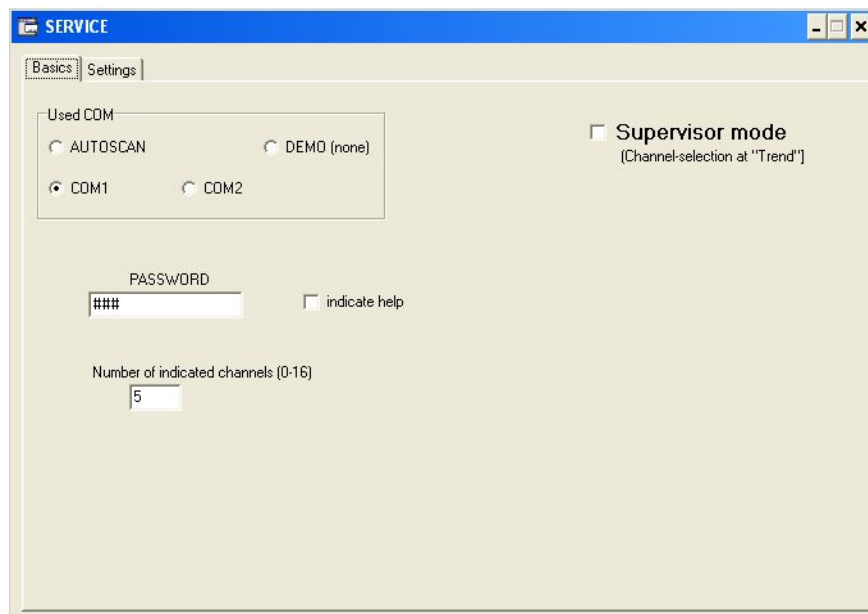 SERVICE
Basics Settings
Used COM
AUTOSCAN DEMO (none)
COM1 COM2
Supervisor mode
(Channel-selection at "Trend"]
PASSWORD
###
indicate help
Number of indicated channels (0-16)
5